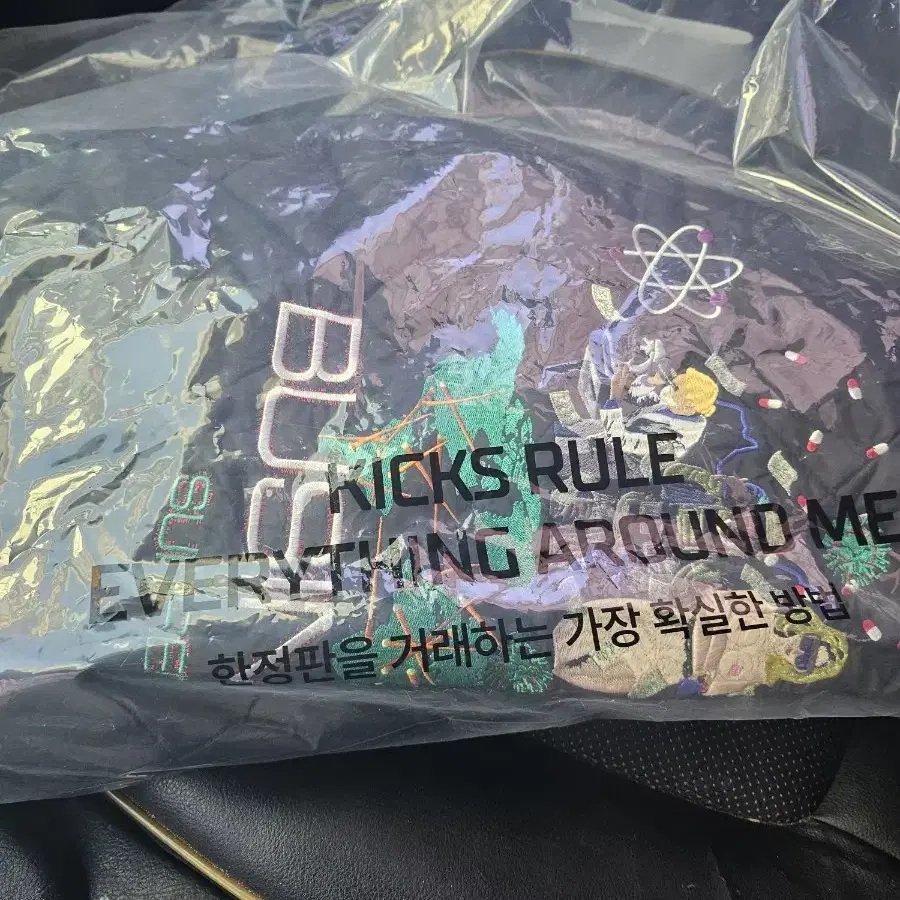 KICKS RULE
EVERYTHING AROUND ME
한정판을 거래하는 가장 확실한 방법
BUSAN